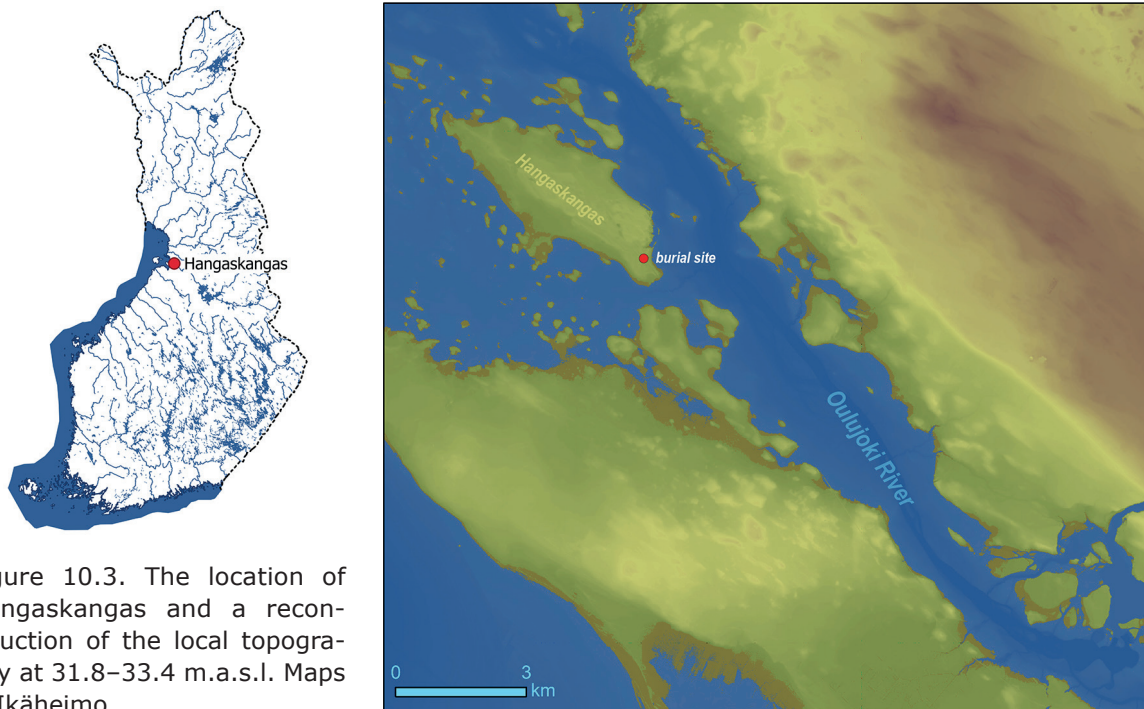 Hangaskangas
Hangaskangas
burial site
Oulujoki River
0 3
km
gure 10.3. The location of
ngaskangas and a recon-
uction of the local topogra-
y at 31.8–33.4 m.a.s.l. Maps
Ikäheimo